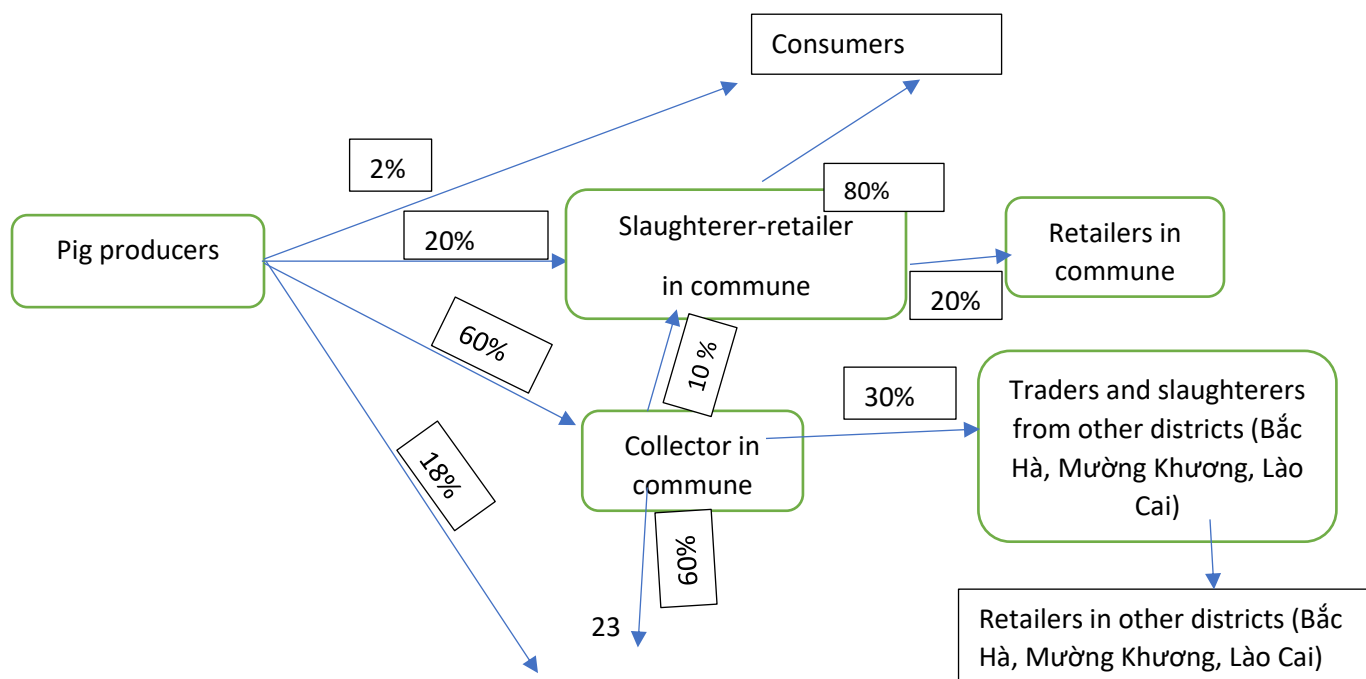 Consumers
2%
80%
20%
Slaughterer-retailer
in commune
Pig producers
Retailers in
commune
20%
60%
10 %
30%
Traders and slaughterers
from other districts (Bắc
Hà, Mường Khương, Lào
Cai)
Collector in
commune
18%
60%
23
Retailers in other districts (Bắc
Hà, Mường Khương, Lào Cai)